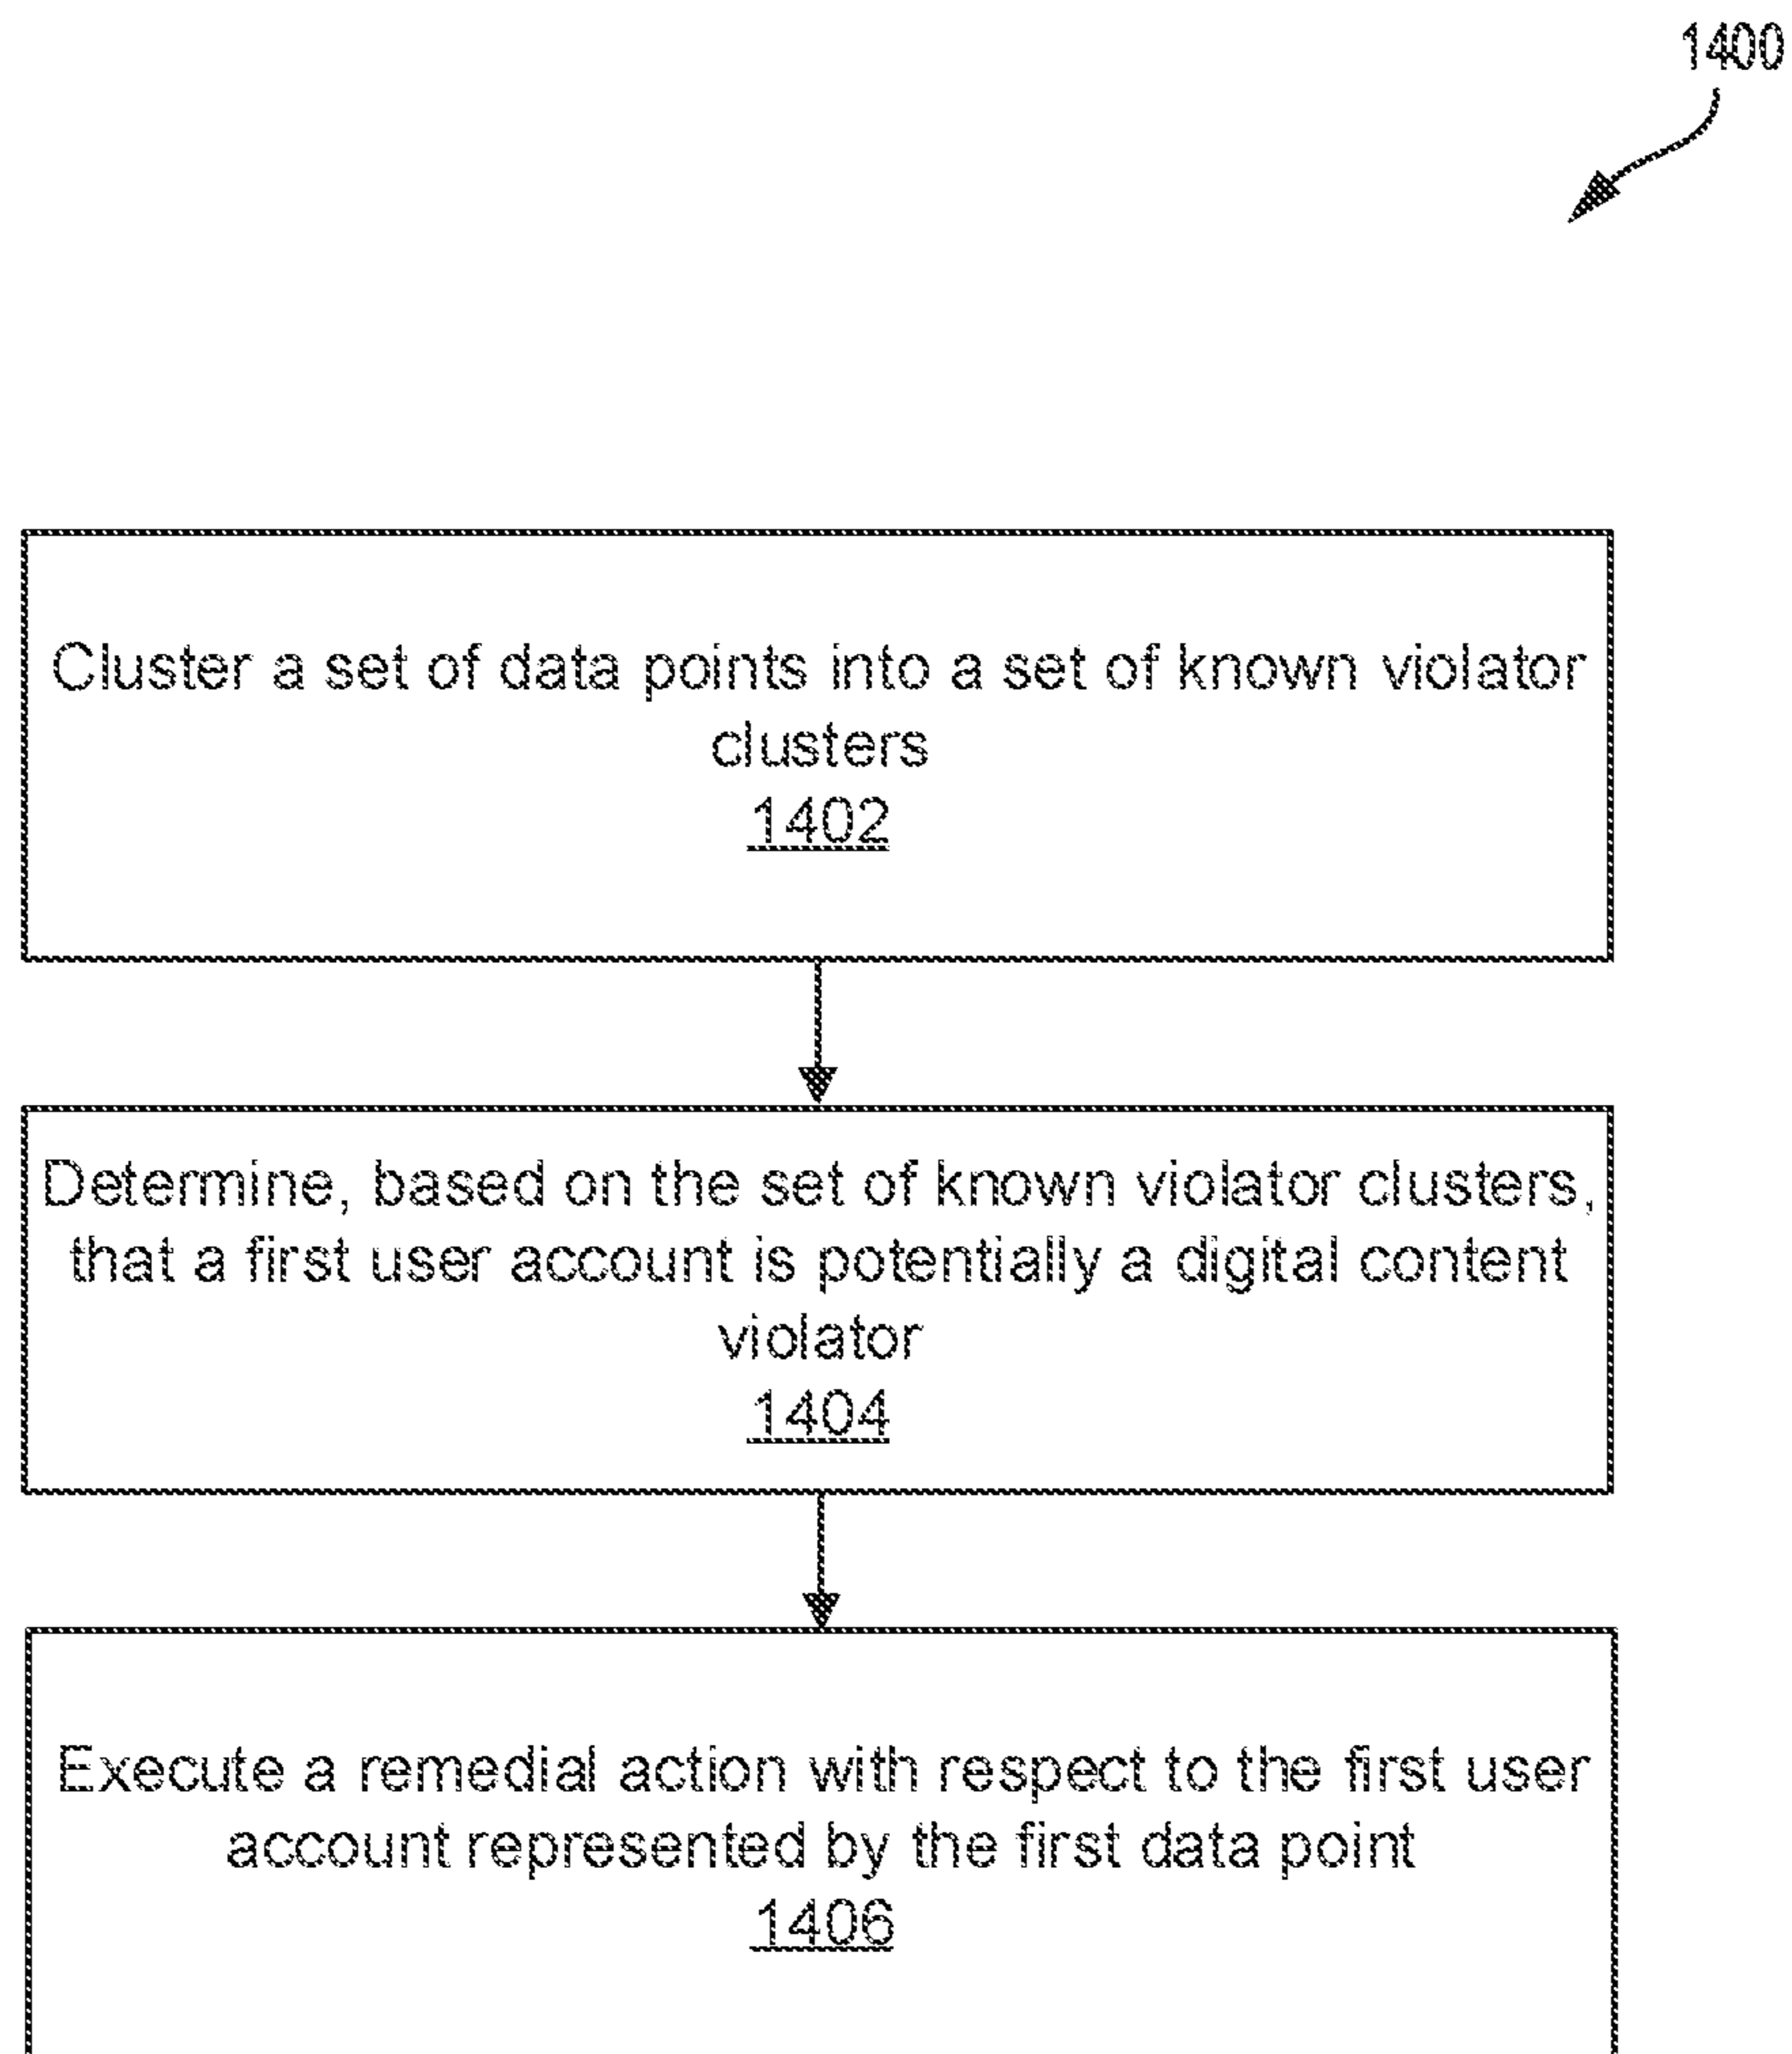 1400
Cluster a set of data points into a set of known violator
clusters
1402
Determine, based on the set of known violator clusters,
that a first user account is potentially a digital content
violator
1404
Execute a remedial action with respect to the first user
account represented by the first data point
1406